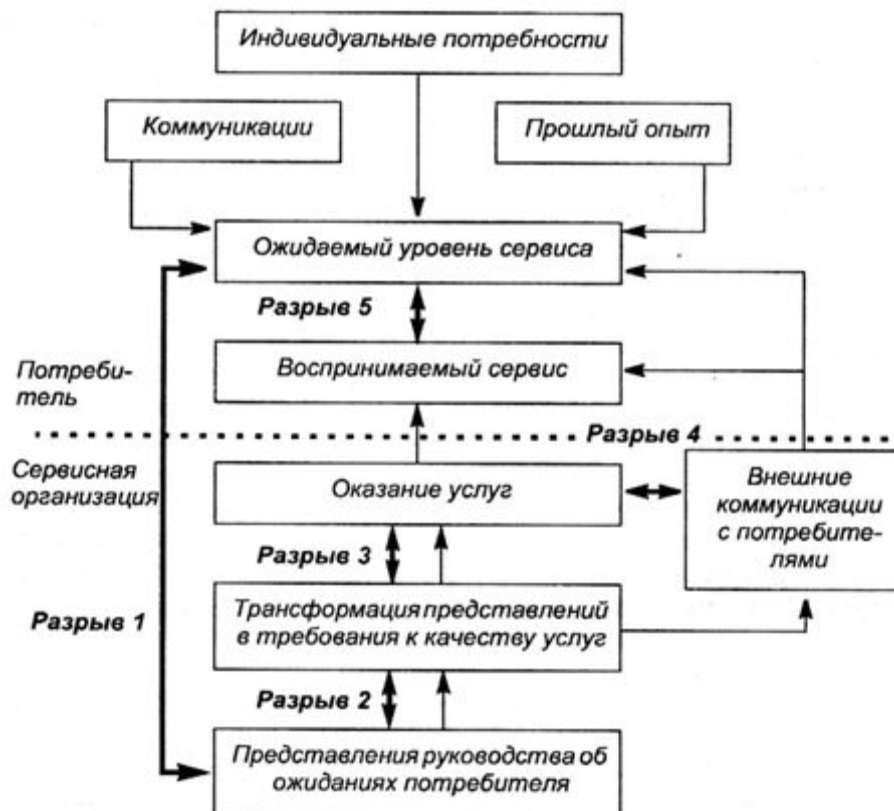 Индивидуальные потребности
Коммуникации
Прошлый опыт
Ожидаемый уровень сервиса
Разрыв 5
Воспринимаемый сервис
Потреби-
тель
Разрыв 4
Сервисная
организация
Оказание услуг
Внешние
коммуникации
с потребите-
лями
Разрыв 3
Трансформация представлений
в требования к качеству услуг
Разрыв 1
Разрыв 2
Представления руководства об
ожиданиях потребителя